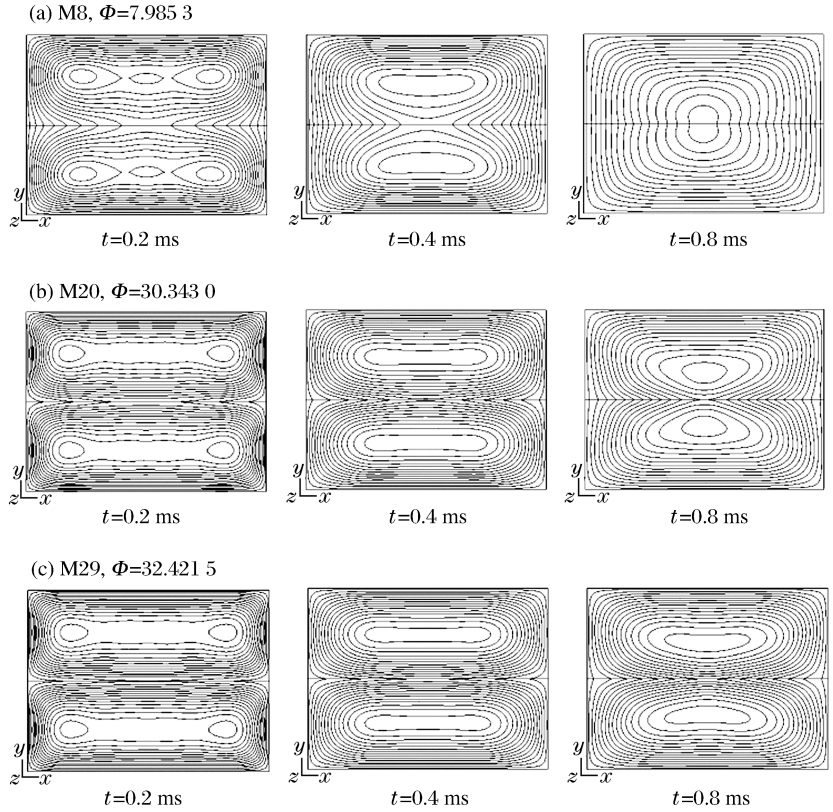 (a) M8, Φ=7.985 3
y
z x
y
z x
y
z x
t=0.2 ms
t=0.4 ms
t=0.8 ms
(b) M20, Φ=30.343 0
y
z x
y
z x
y
z x
t=0.2 ms
t=0.4 ms
t=0.8 ms
(c) M29, Φ=32.421 5
y
z x
y
z x
y
z x
t=0.2 ms
t=0.4 ms
t=0.8 ms